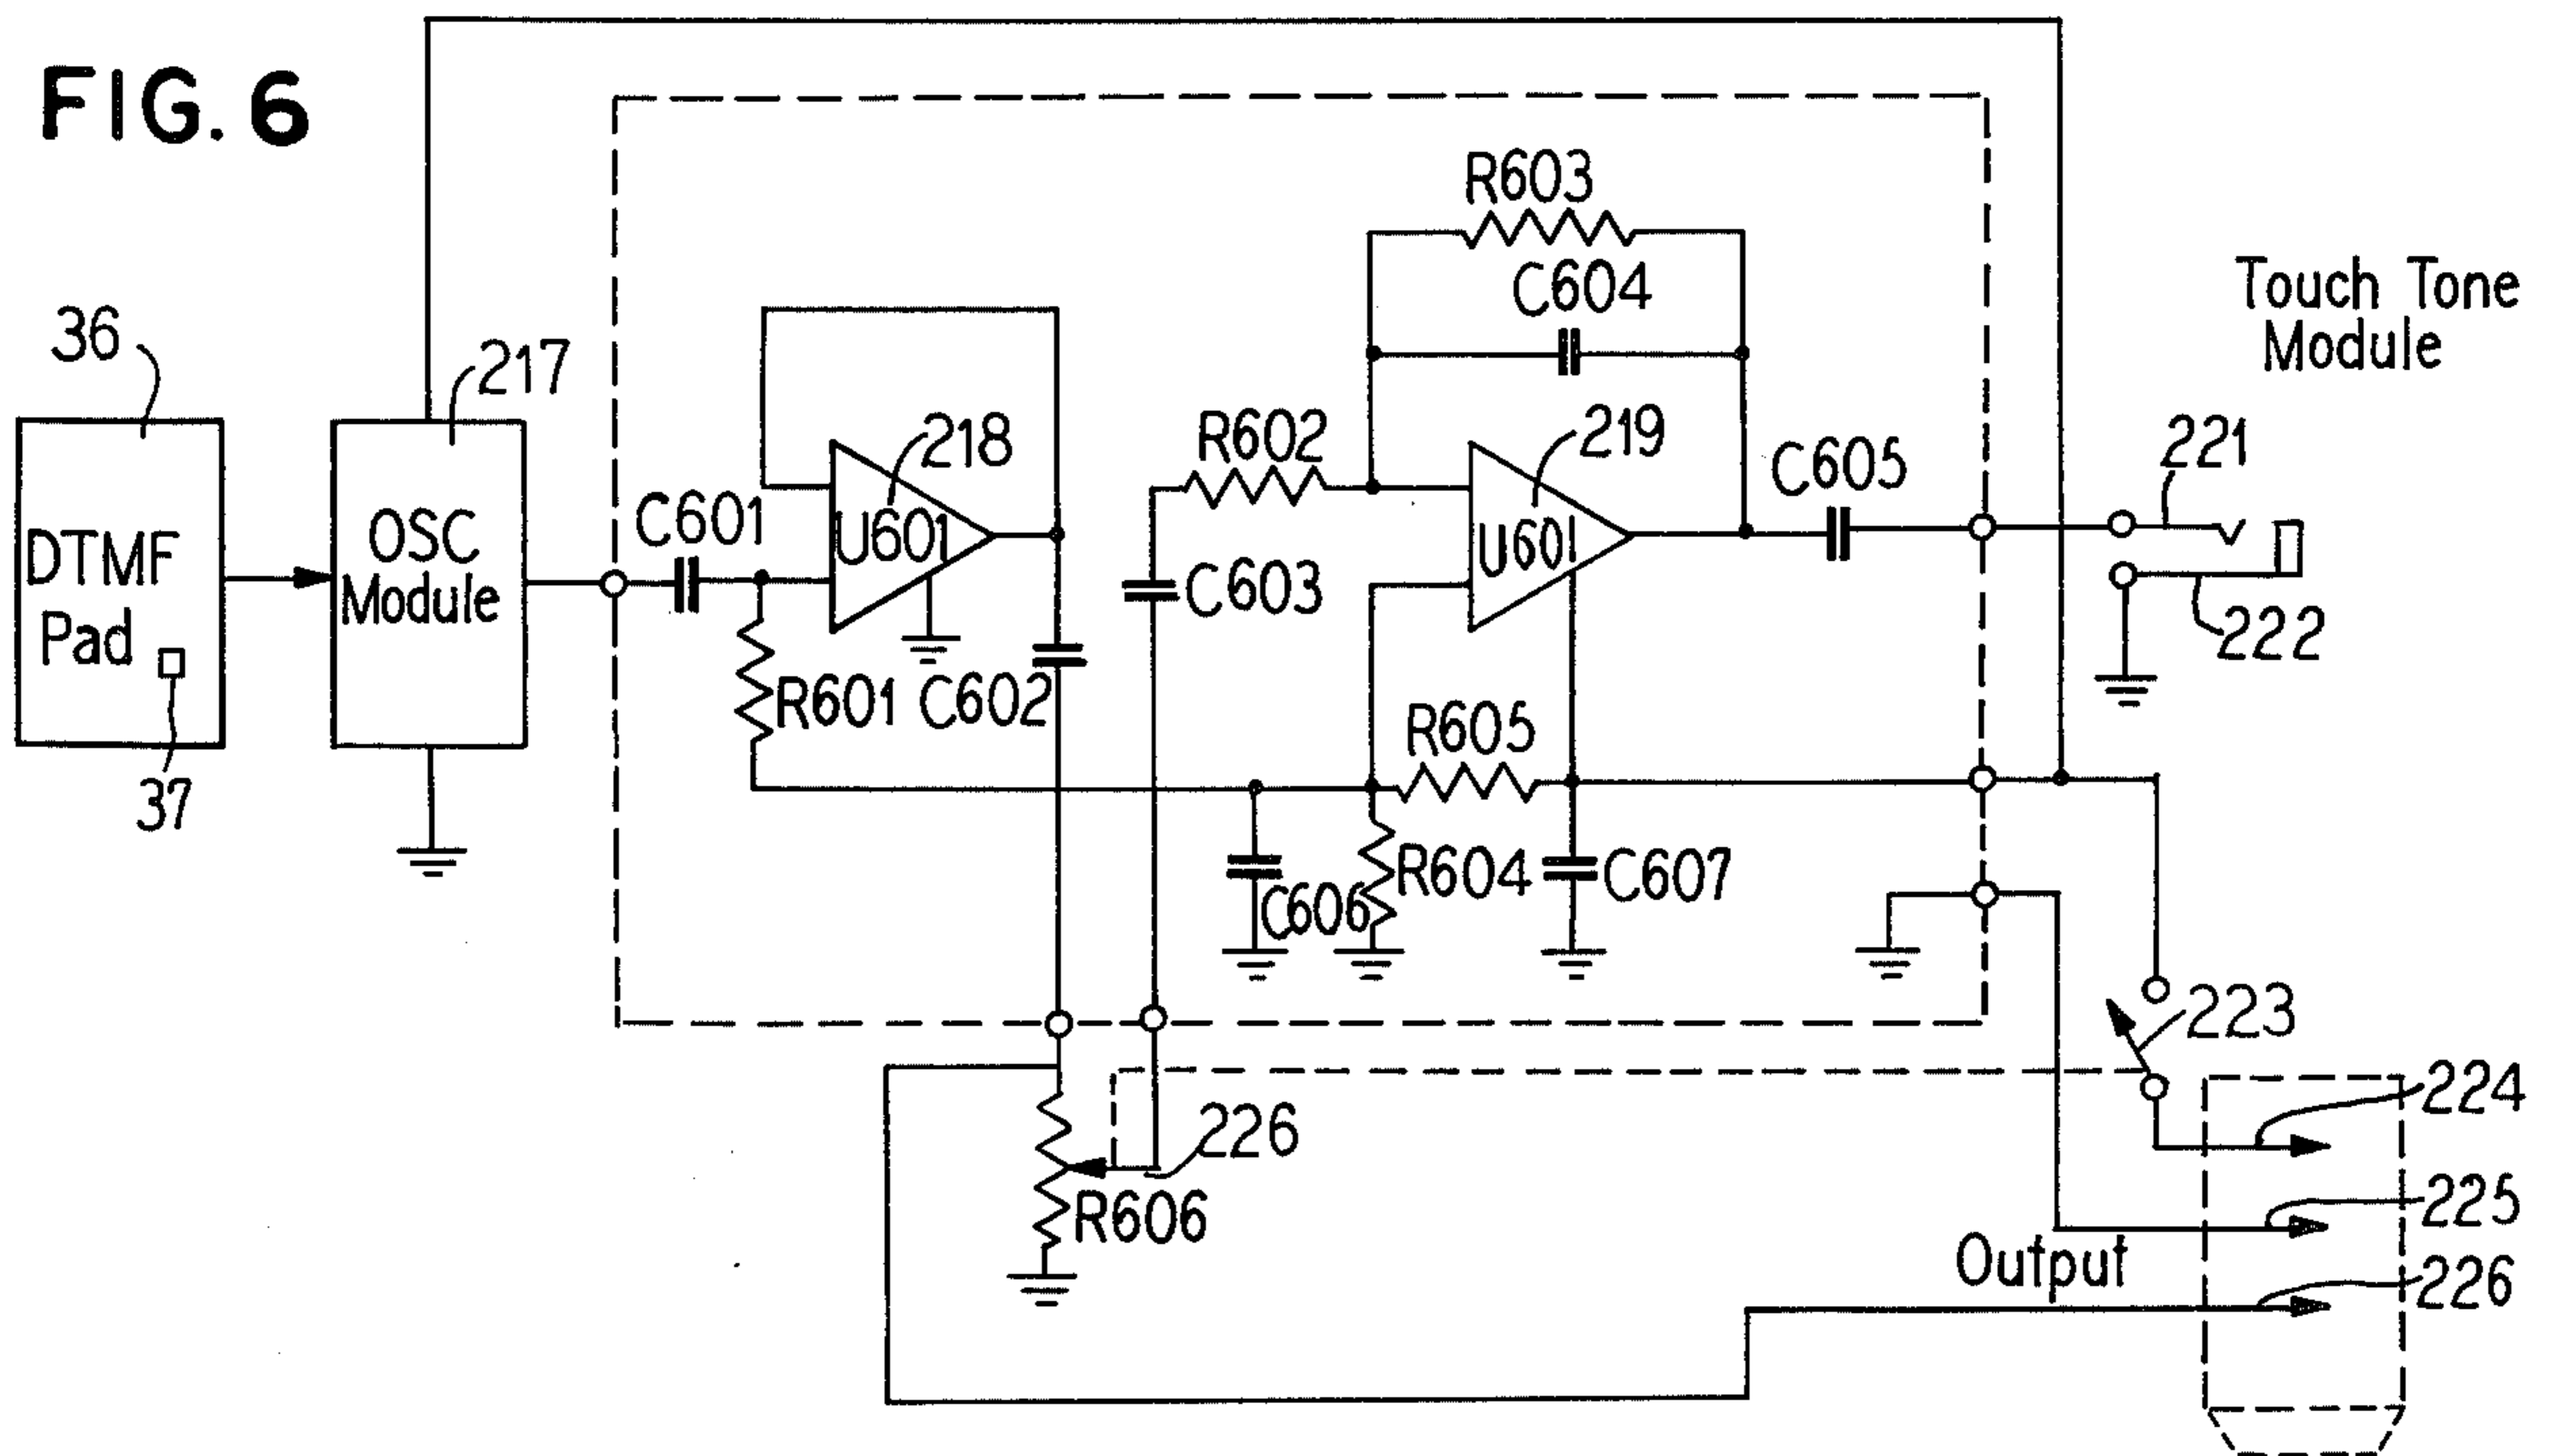 FIG. 6
R603
C604
Touch Tone
Module
36
217
218
R602
219
C605
221
C601
U601
U601
DTMF
Pad
OSC
Module
C603
222
R601
C602
R605
37
C606
R604
C607
223
224
226
R606
225
Output
226